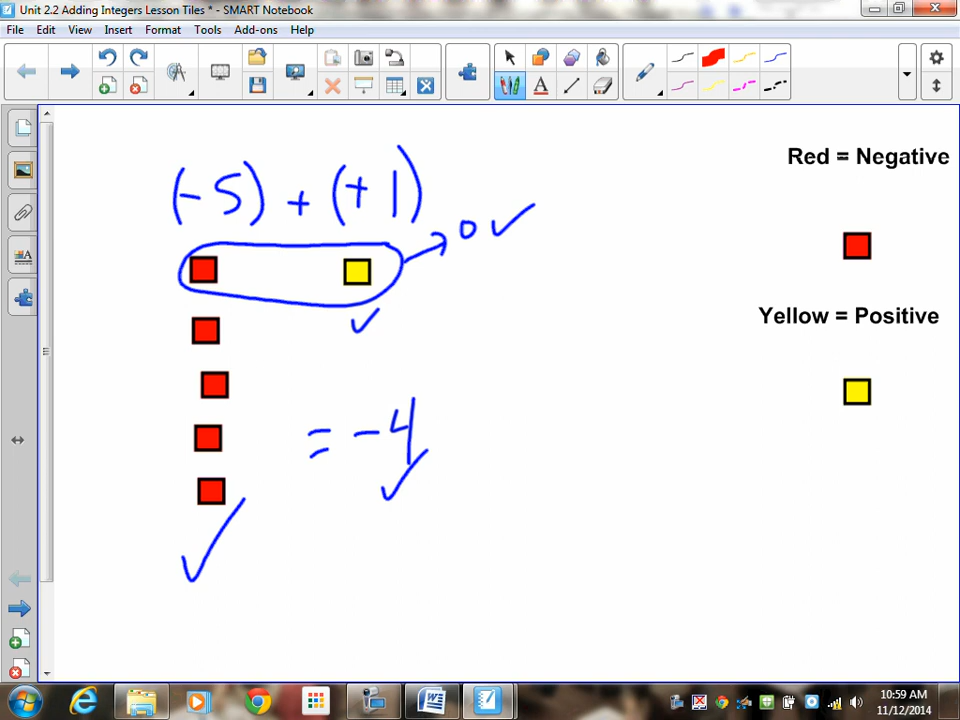 Unit 2.2 Adding Integers Lesson Tiles * - SMART Notebook
File Edit View Insert Format Tools Add-ons Help
(-5) + (+1)
→ 0 ✓
✓
= -4
✓
✓
Red = Negative
Yellow = Positive
10:59 AM
11/12/2014